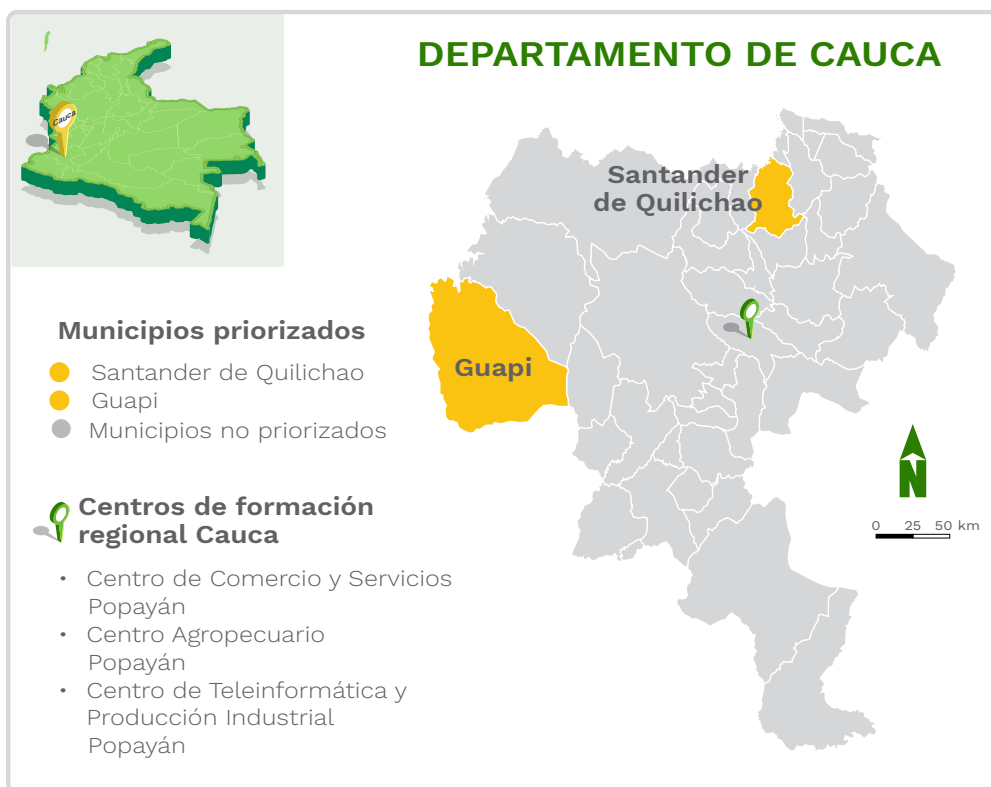 Cauca
DEPARTAMENTO DE CAUCA
Santander
de Quilichao
Guapi
Municipios priorizados
Santander de Quilichao
Guapi
Municipios no priorizados
Centros de formación
regional Cauca
• Centro de Comercio y Servicios
Popayán
• Centro Agropecuario
Popayán
• Centro de Teleinformática y
Producción Industrial
Popayán
N
0 25 50 km